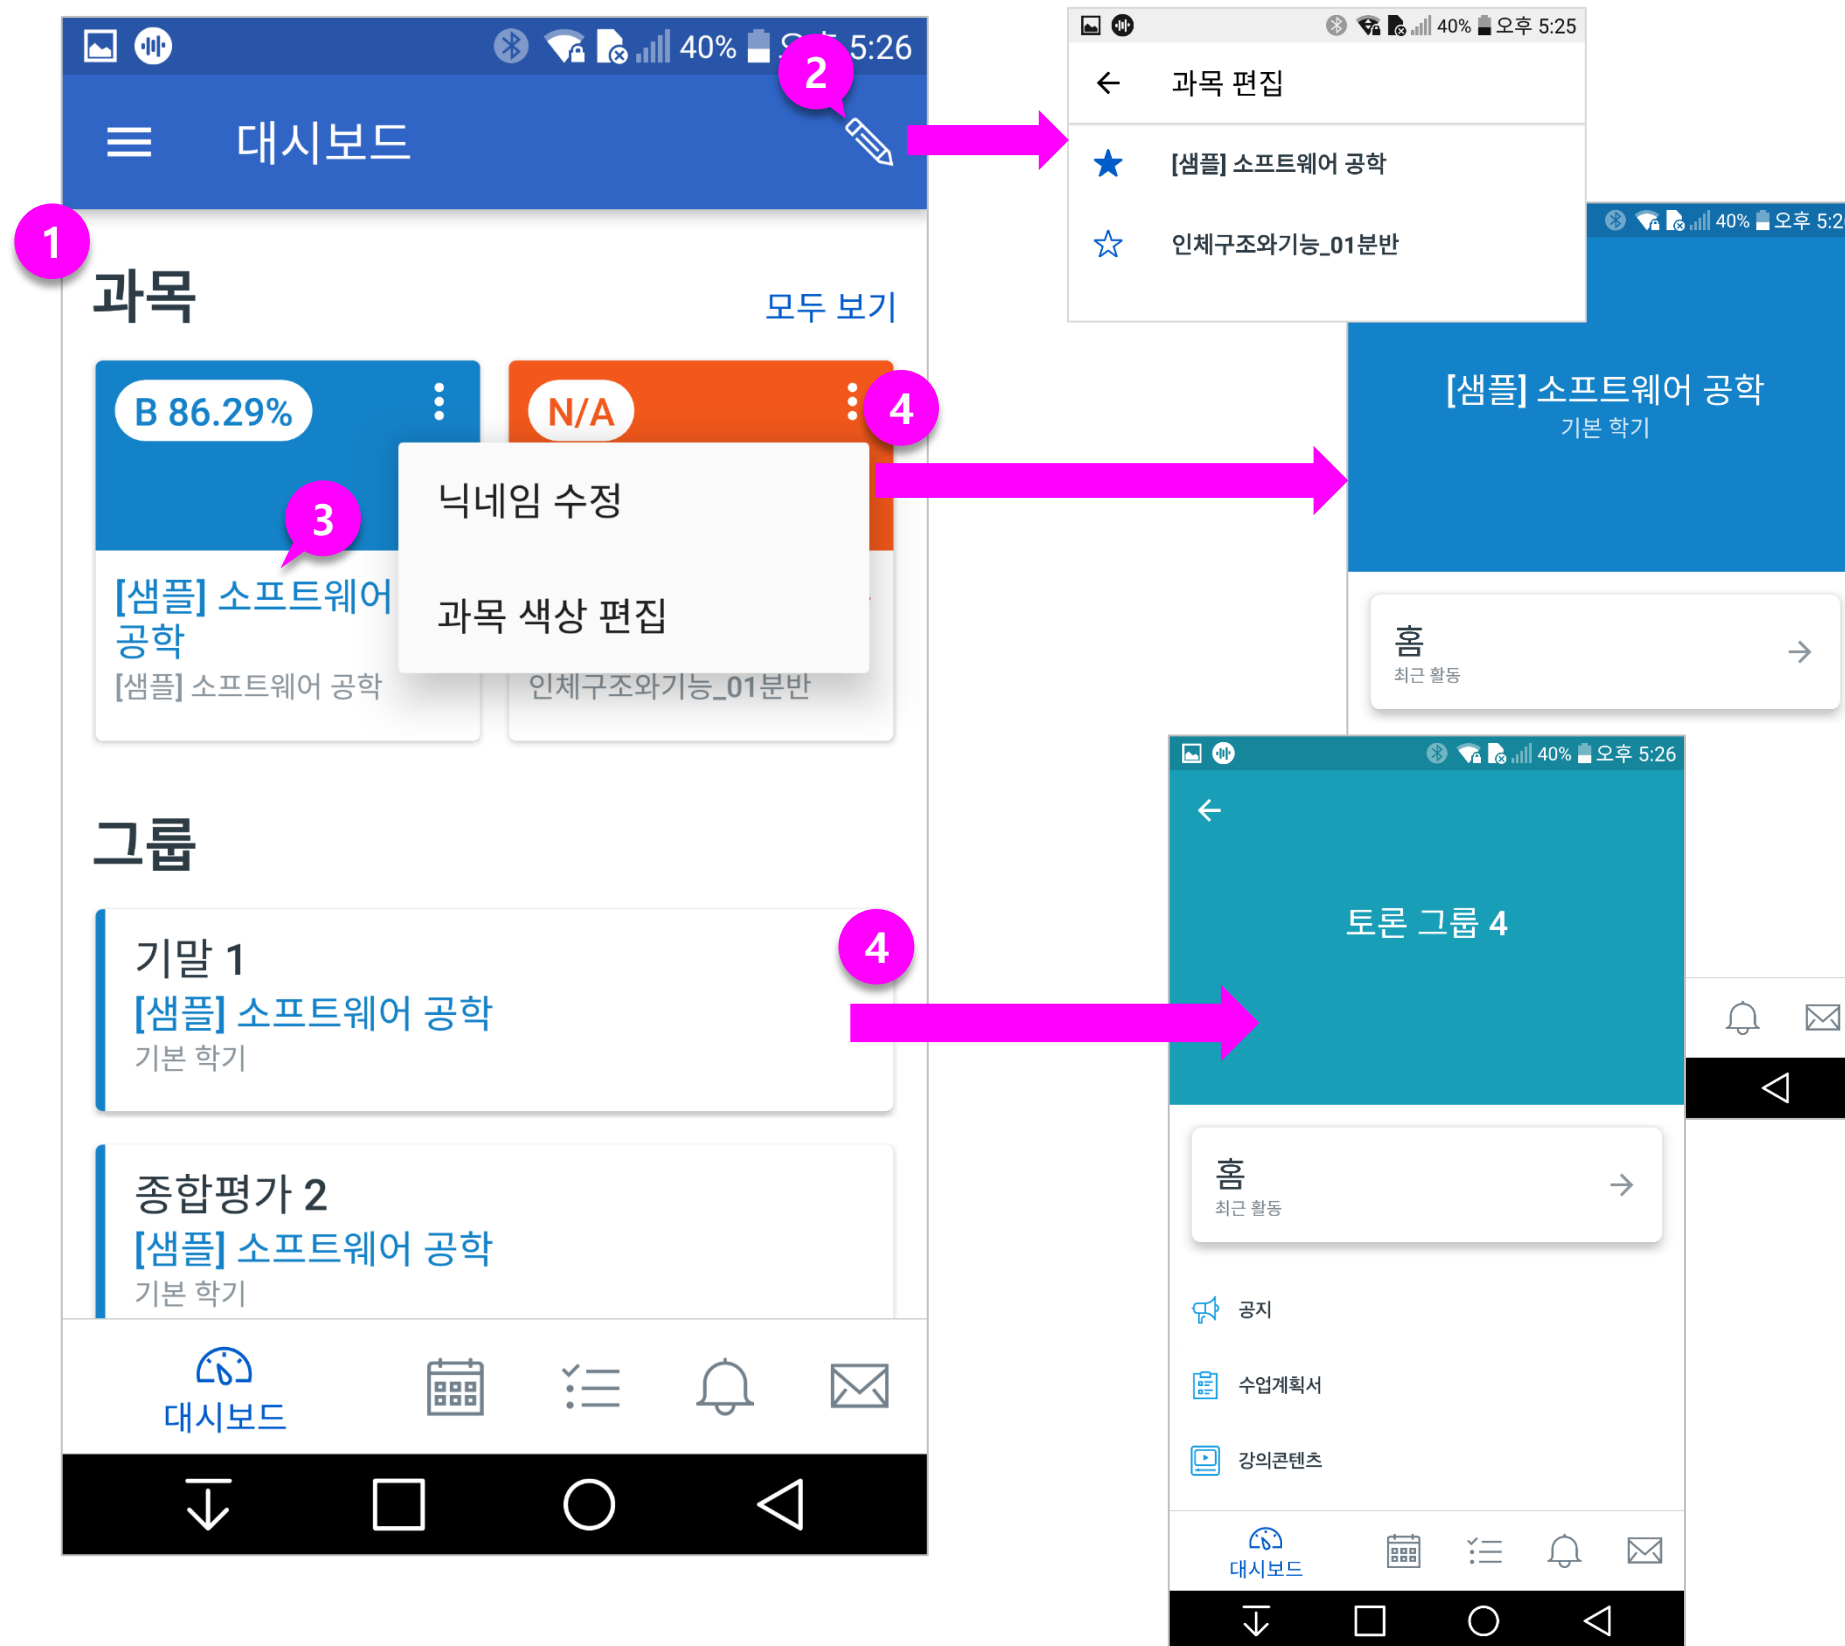 40% 5:26
2
대시보드
1
과목
모두 보기
B 86.29%
N/A
4
닉네임 수정
3
[샘플] 소프트웨어
공학
과목 색상 편집
[샘플] 소프트웨어 공학
인체구조와기능_01분반
그룹
기말 1
4
[샘플] 소프트웨어 공학
기본 학기
종합평가 2
[샘플] 소프트웨어 공학
기본 학기
대시보드
40% 오후 5:25
과목 편집
[샘플] 소프트웨어 공학
인체구조와기능_01분반
40% 오후 5:2
[샘플] 소프트웨어 공학
기본 학기
홈
최근 활동
40% 오후 5:26
토론 그룹 4
홈
최근 활동
공지
수업계획서
강의콘텐츠
대시보드